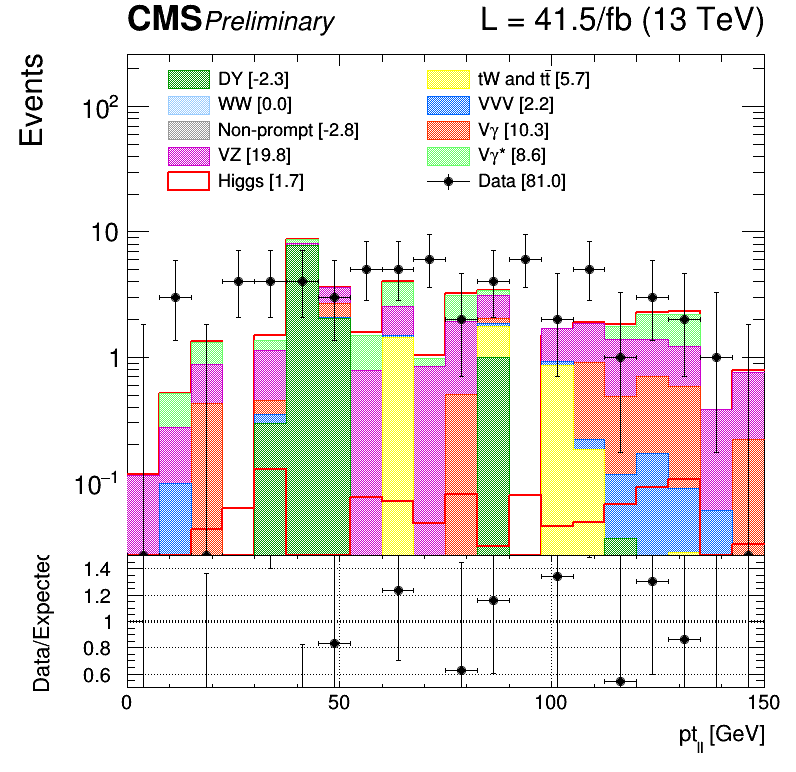 CMS Preliminary L = 41.5/fb (13 TeV)
Events
10²
10
1
10⁻¹
DY [-2.3]
WW [0.0]
Non-prompt [-2.8]
VZ [19.8]
Higgs [1.7]
tW and tt̄ [5.7]
VVV [2.2]
Vγ [10.3]
Vγ* [8.6]
Data [81.0]
Data/Expected
1.4
1.2
1
0.8
0.6
0 50 100 150
pt_ll [GeV]